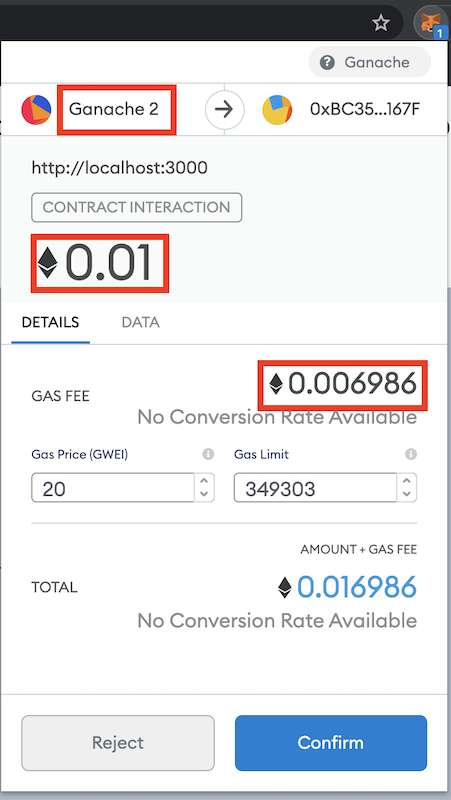 1
? Ganache
Ganache 2 0xBC35...167F
http://localhost:3000
CONTRACT INTERACTION
0.01
DETAILS DATA
GAS FEE 0.006986
No Conversion Rate Available
Gas Price (GWEI) Gas Limit
20 349303
AMOUNT + GAS FEE
TOTAL 0.016986
No Conversion Rate Available
Reject Confirm